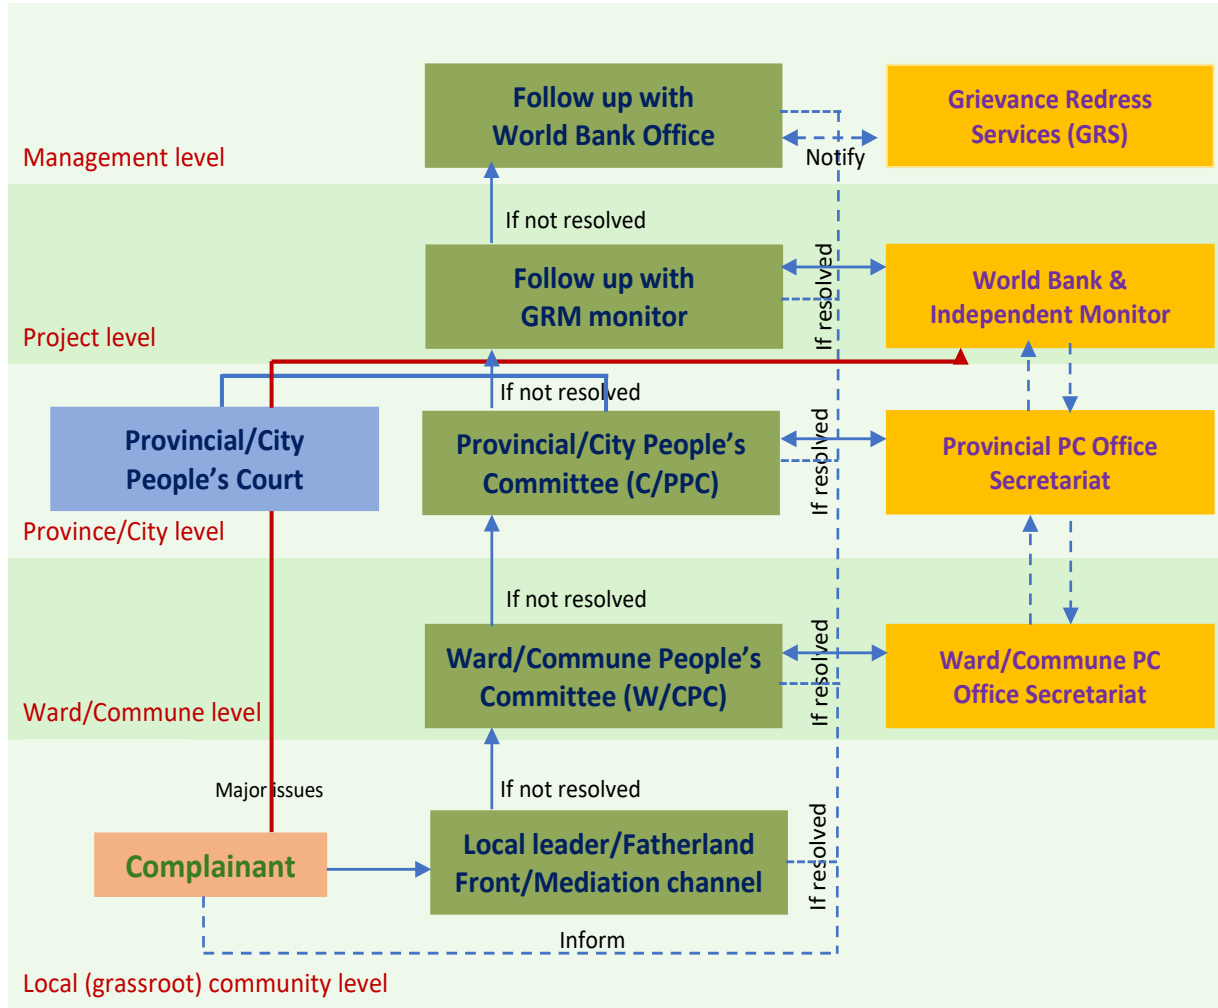 Follow up with
World Bank Office
Grievance Redress
Services (GRS)
Notify
Management level
If not resolved
Follow up with
GRM monitor
If resolved
World Bank &
Independent Monitor
Project level
If not resolved
Provincial/City
People’s Court
Provincial/City People’s
Committee (C/PPC)
If resolved
Provincial PC Office
Secretariat
Province/City level
If not resolved
Ward/Commune People’s
Committee (W/CPC)
If resolved
Ward/Commune PC
Office Secretariat
Ward/Commune level
Major issues
If not resolved
Complainant
Local leader/Fatherland
Front/Mediation channel
If resolved
Inform
Local (grassroot) community level